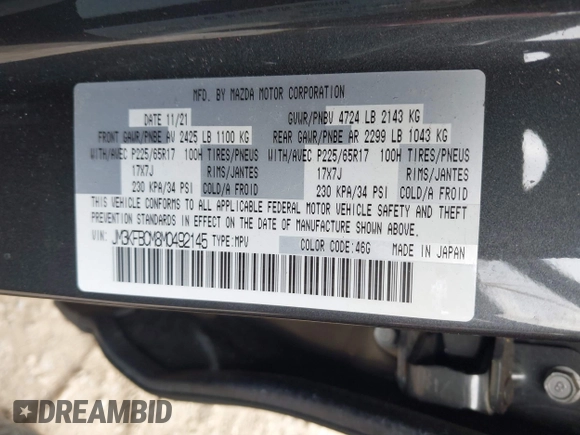 MFD. BY MAZDA MOTOR CORPORATION
DATE 11/21 GVWR/PNBV 4724 LB 2143 KG
FRONT GAWR/PNBE AV 2425 LB 1100 KG REAR GAWR/PNBE AR 2299 LB 1043 KG
WITH/AVEC P225/65R17 100H TIRES/PNEUS WITH/AVEC P225/65R17 100H TIRES/PNEUS
17X7J RIMS/JANTES 17X7J RIMS/JANTES
230 KPA/34 PSI COLD/A FROID 230 KPA/34 PSI COLD/A FROID
THIS VEHICLE CONFORMS TO ALL APPLICABLE FEDERAL MOTOR VEHICLE SAFETY AND THEFT
PREVENTION STANDARDS IN EFFECT ON THE DATE OF MANUFACTURE SHOWN ABOVE.
VIN: JM3KFBCM8M0492145 TYPE:MPV COLOR CODE:46G MADE IN JAPAN
DREAMBID